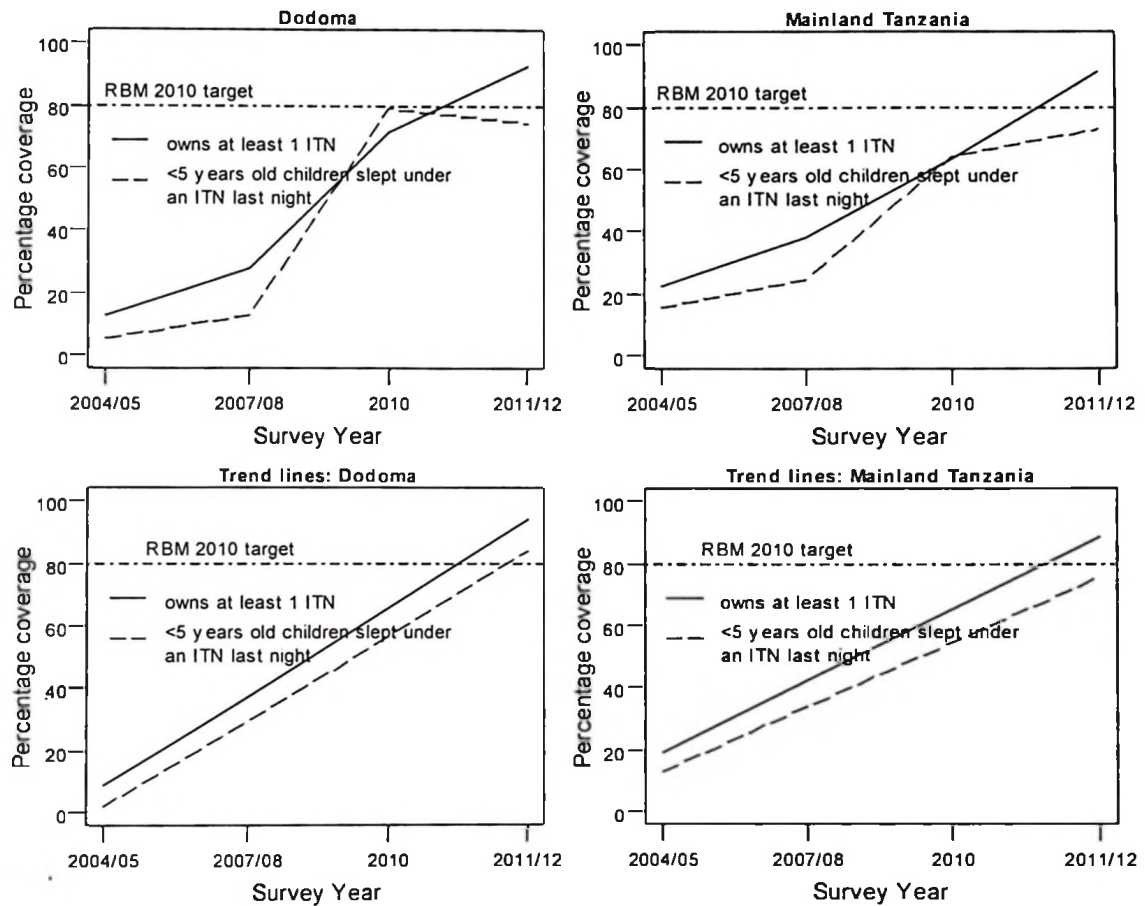 Dodoma
Percentage coverage
100
80
60
40
20
0
RBM 2010 target
owns at least 1 ITN
<5 years old children slept under
an ITN last night
2004/05 2007/08 2010 2011/12
Survey Year
Mainland Tanzania
Percentage coverage
100
80
60
40
20
0
RBM 2010 target
owns at least 1 ITN
<5 years old children slept under
an ITN last night
2004/05 2007/08 2010 2011/12
Survey Year
Trend lines: Dodoma
Percentage coverage
100
80
60
40
20
0
RBM 2010 target
owns at least 1 ITN
<5 years old children slept under
an ITN last night
2004/05 2007/08 2010 2011/12
Survey Year
Trend lines: Mainland Tanzania
Percentage coverage
100
80
60
40
20
0
RBM 2010 target
owns at least 1 ITN
<5 years old children slept under
an ITN last night
2004/05 2007/08 2010 2011/12
Survey Year